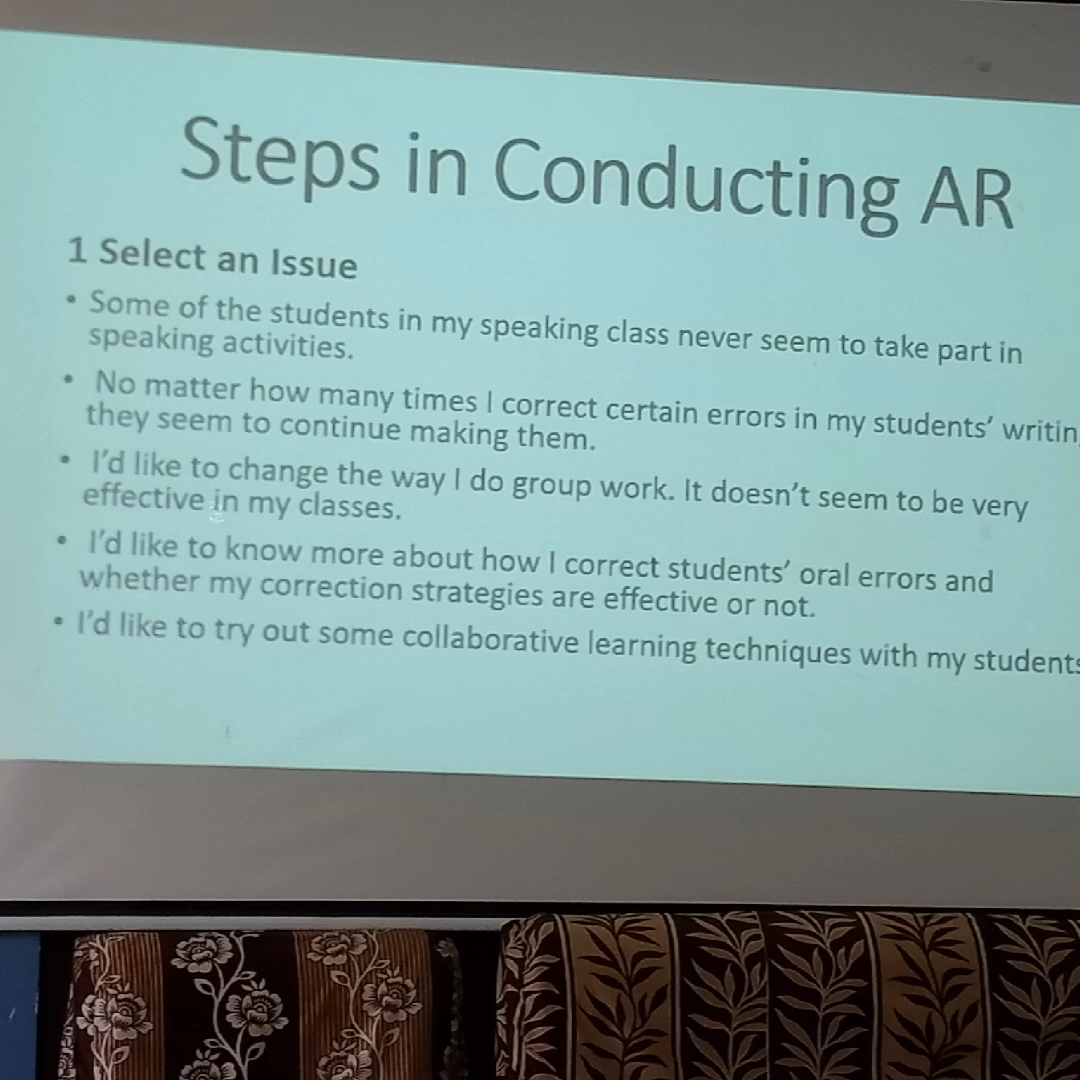 Steps in Conducting AR
1 Select an Issue
• Some of the students in my speaking class never seem to take part in
speaking activities.
• No matter how many times I correct certain errors in my students'
they seem to continue making them.
• I'd like to change the way I do group work. It doesn't seem to be very
effective in my classes.
• I'd like to know more about how I correct students' oral errors and
whether my correction strategies are effective or not.
• I'd like to try out some collaborative learning techniques with my students